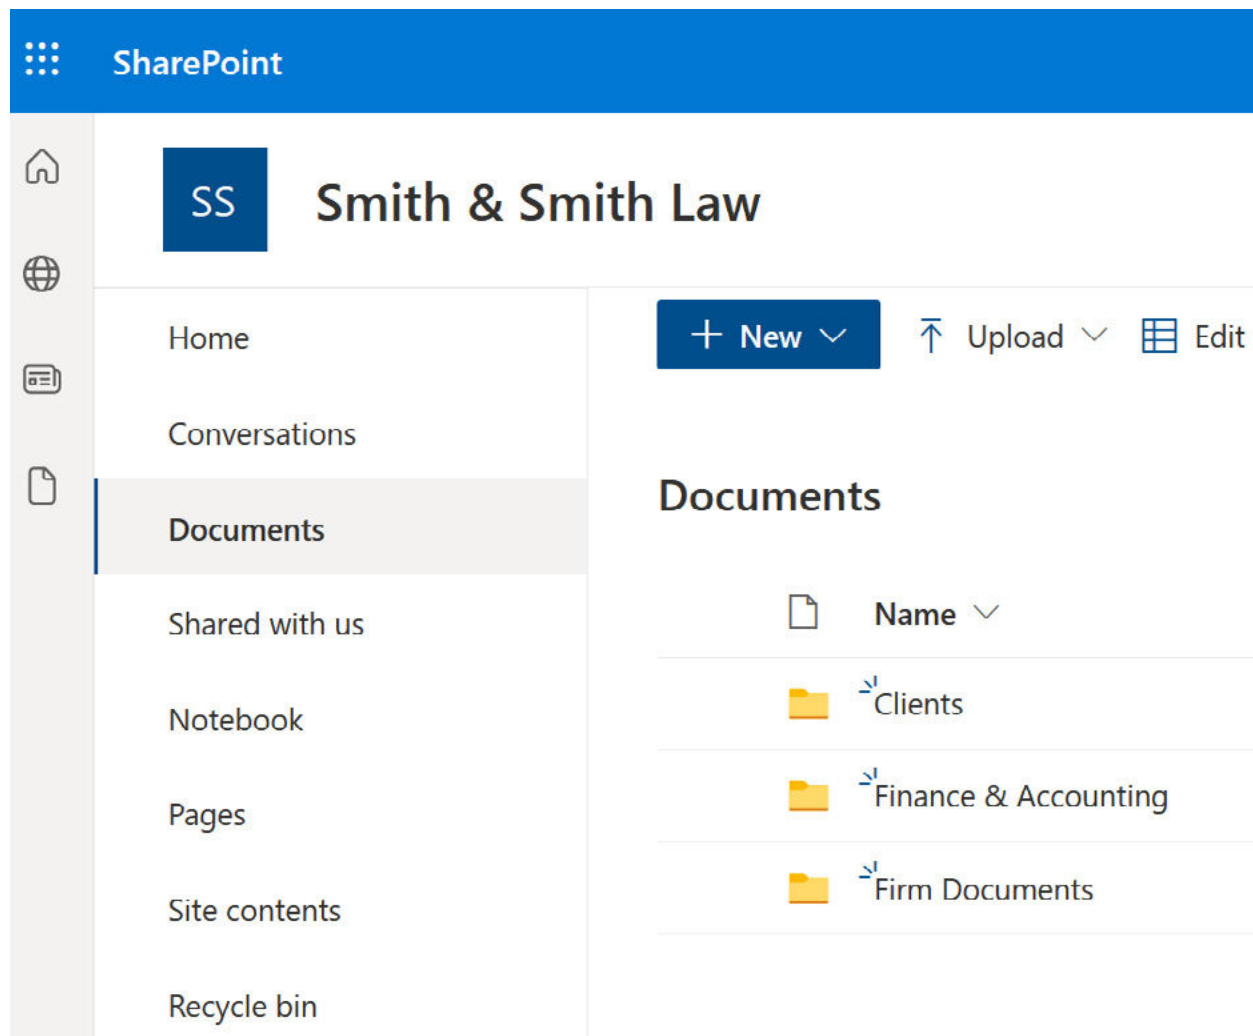 SharePoint
SS
Smith & Smith Law
Home
Conversations
Documents
Shared with us
Notebook
Pages
Site contents
Recycle bin
New
Upload
Edit
Documents
Name
Clients
Finance & Accounting
Firm Documents